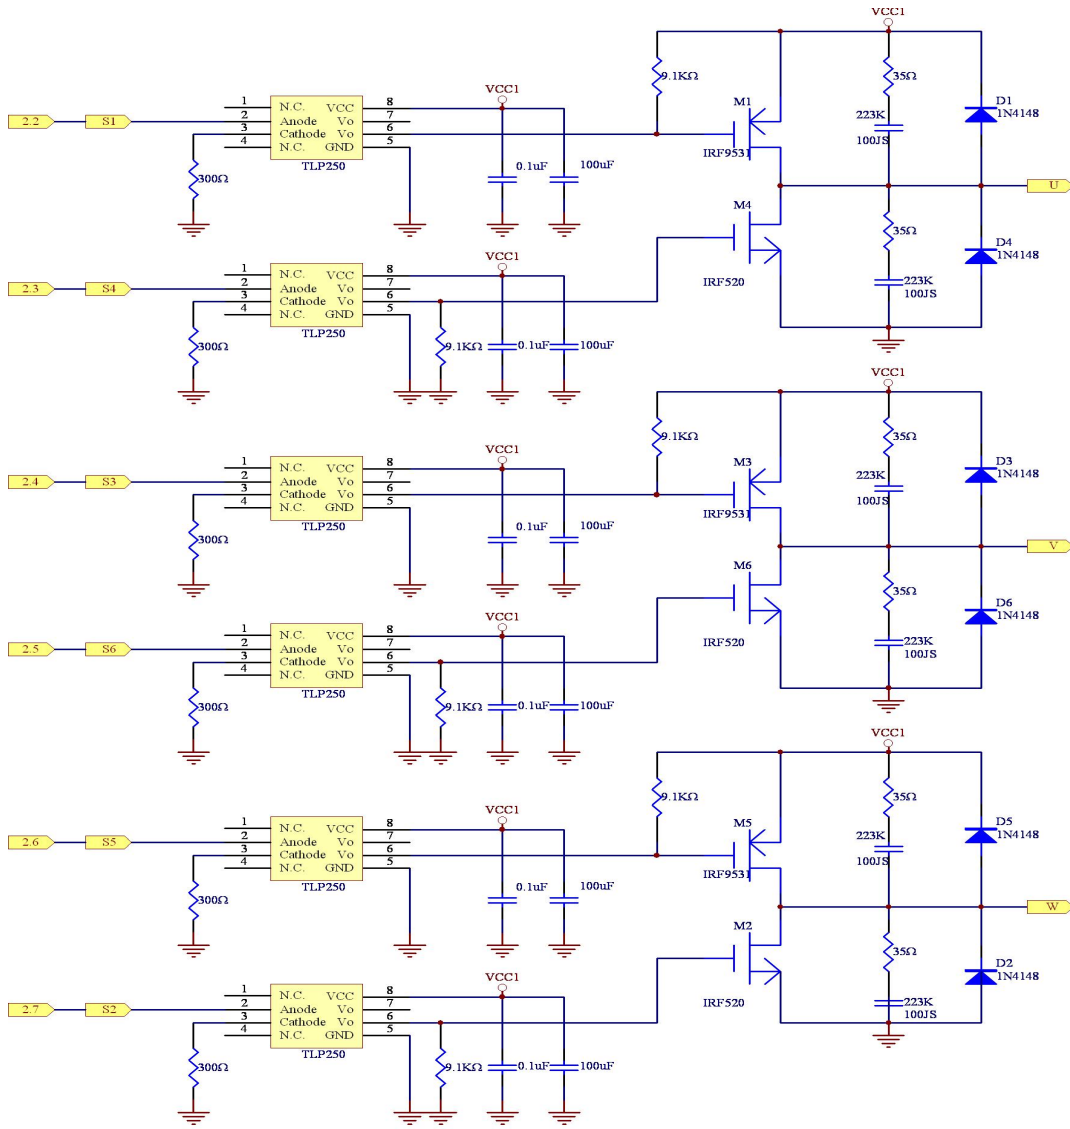 VCC1
9.1KΩ
35Ω
M1
IRF9531
223K
100JS
D1
1N4148
2.2
S1
1
2
3
4
N.C.
Anode
Cathode
N.C.
VCC
Vo
Vo
GND
8
7
6
5
TLP250
300Ω
VCC1
0.1uF
100uF
U
M4
IRF520
35Ω
223K
100JS
D4
1N4148
2.3
S4
1
2
3
4
N.C.
Anode
Cathode
N.C.
VCC
Vo
Vo
GND
8
7
6
5
TLP250
300Ω
VCC1
9.1KΩ
0.1uF
100uF
VCC1
9.1KΩ
35Ω
M3
IRF9531
223K
100JS
D3
1N4148
2.4
S3
1
2
3
4
N.C.
Anode
Cathode
N.C.
VCC
Vo
Vo
GND
8
7
6
5
TLP250
300Ω
VCC1
0.1uF
100uF
V
M6
IRF520
35Ω
223K
100JS
D6
1N4148
2.5
S6
1
2
3
4
N.C.
Anode
Cathode
N.C.
VCC
Vo
Vo
GND
8
7
6
5
TLP250
300Ω
VCC1
9.1KΩ
0.1uF
100uF
VCC1
9.1KΩ
35Ω
M5
IRF9531
223K
100JS
D5
1N4148
2.6
S5
1
2
3
4
N.C.
Anode
Cathode
N.C.
VCC
Vo
Vo
GND
8
7
6
5
TLP250
300Ω
VCC1
0.1uF
100uF
W
M2
IRF520
35Ω
223K
100JS
D2
1N4148
2.7
S2
1
2
3
4
N.C.
Anode
Cathode
N.C.
VCC
Vo
Vo
GND
8
7
6
5
TLP250
300Ω
VCC1
9.1KΩ
0.1uF
100uF